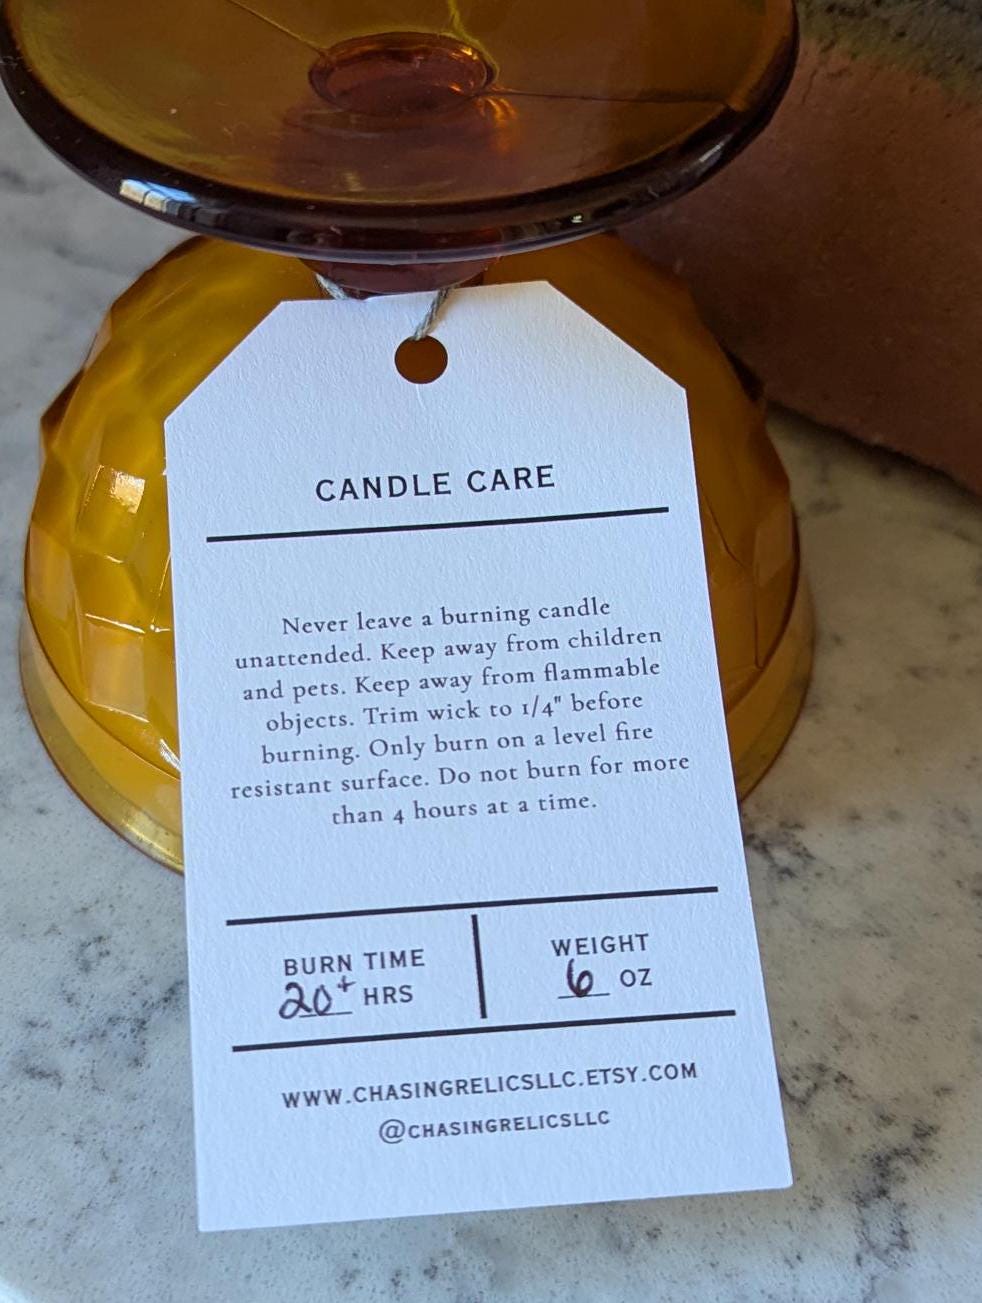 CANDLE CARE
Never leave a burning candle
unattended. Keep away from children
and pets. Keep away from flammable
objects. Trim wick to 1/4" before
burning. Only burn on a level fire
resistant surface. Do not burn for more
than 4 hours at a time.
BURN TIME
20+ HRS
WEIGHT
6 OZ
WWW.CHASINGRELICSLLC.ETSY.COM
@CHASINGRELICSLLC